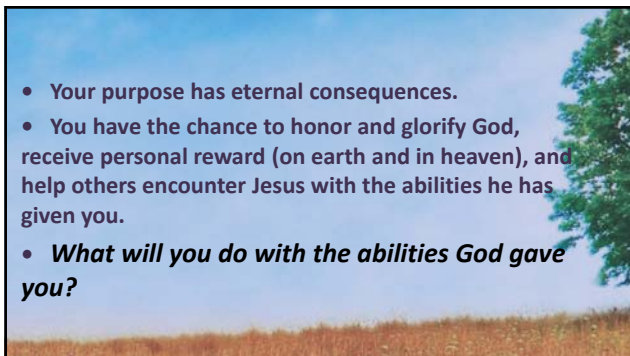 • Your purpose has eternal consequences.
• You have the chance to honor and glorify God,
receive personal reward (on earth and in heaven), and
help others encounter Jesus with the abilities he has
given you.
• What will you do with the abilities God gave
you?